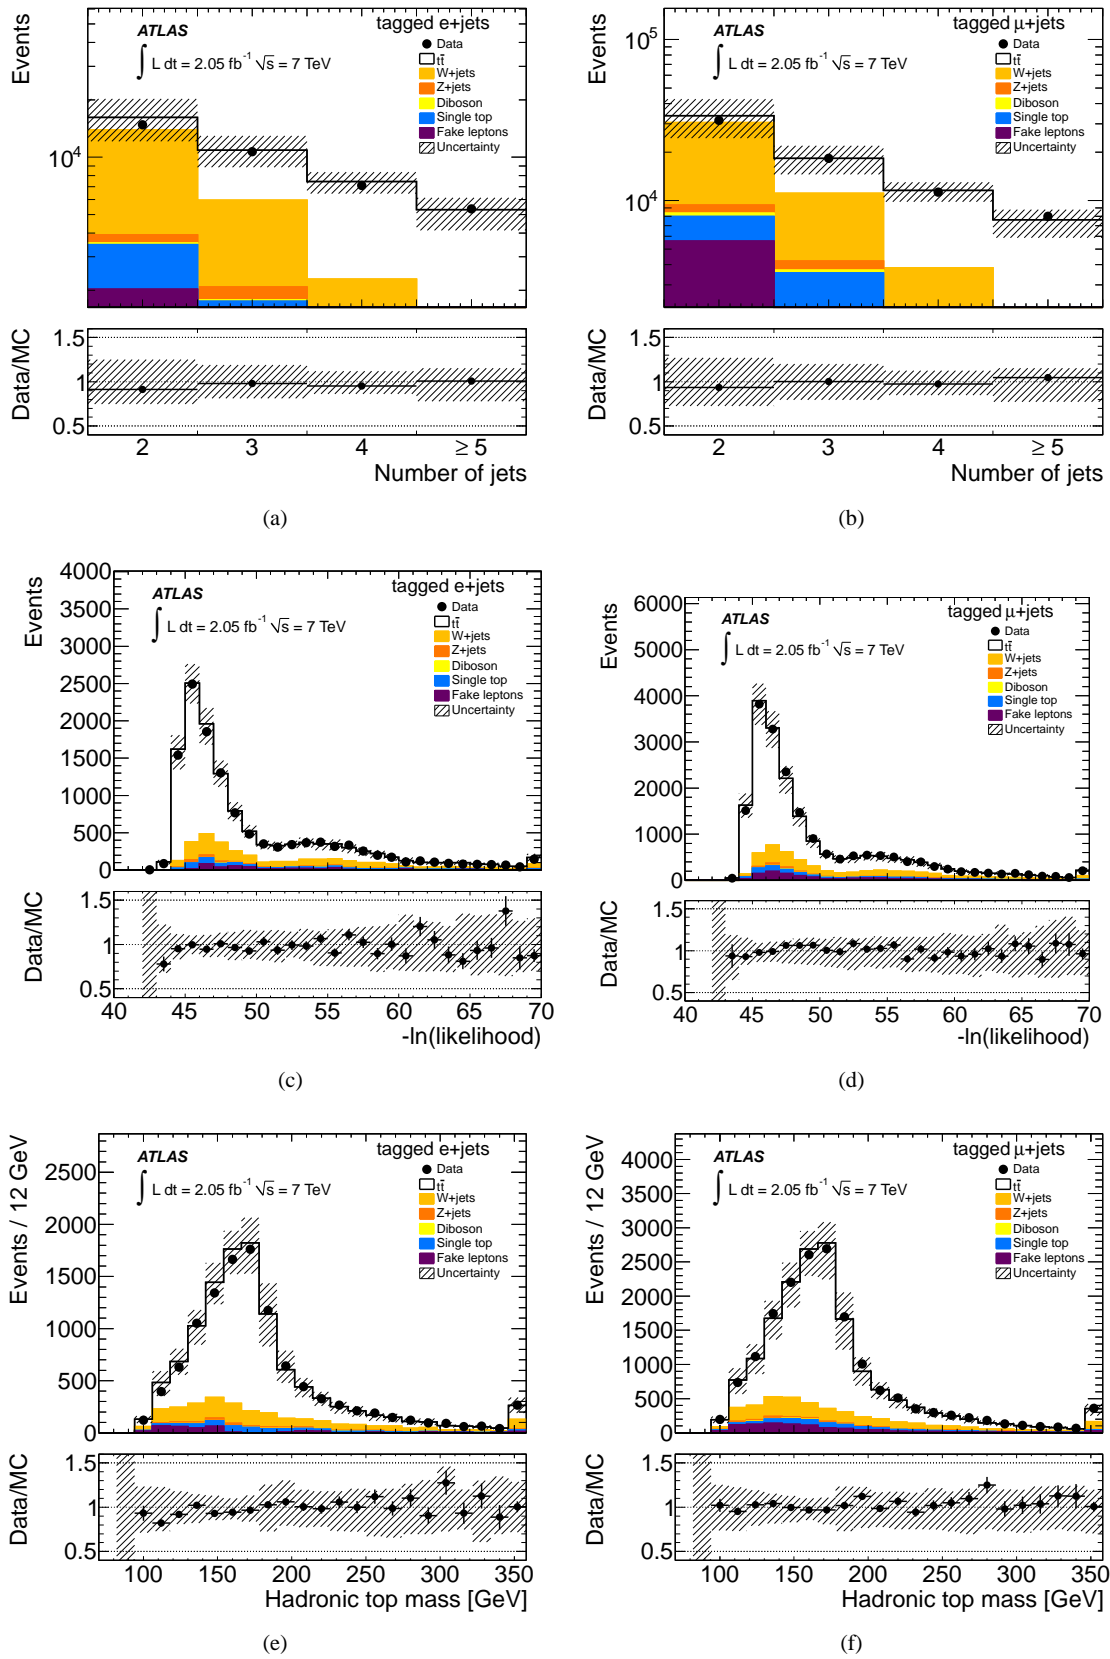 Events
10^4
ATLAS
∫ L dt = 2.05 fb^-1 √s = 7 TeV
tagged e+jets
Data
tt̄
W+jets
Z+jets
Diboson
Single top
Fake leptons
Uncertainty
Data/MC
1.5
1
0.5
2 3 4 ≥ 5
Number of jets
(a)
Events
10^5
10^4
ATLAS
∫ L dt = 2.05 fb^-1 √s = 7 TeV
tagged μ+jets
Data
tt̄
W+jets
Z+jets
Diboson
Single top
Fake leptons
Uncertainty
Data/MC
1.5
1
0.5
2 3 4 ≥ 5
Number of jets
(b)
Events
4000
3500
3000
2500
2000
1500
1000
500
0
ATLAS
∫ L dt = 2.05 fb^-1 √s = 7 TeV
tagged e+jets
Data
tt̄
W+jets
Z+jets
Diboson
Single top
Fake leptons
Uncertainty
Data/MC
1.5
1
0.5
40 45 50 55 60 65 70
-ln(likelihood)
(c)
Events
6000
5000
4000
3000
2000
1000
0
ATLAS
∫ L dt = 2.05 fb^-1 √s = 7 TeV
tagged μ+jets
Data
tt̄
W+jets
Z+jets
Diboson
Single top
Fake leptons
Uncertainty
Data/MC
1.5
1
0.5
40 45 50 55 60 65 70
-ln(likelihood)
(d)
Events / 12 GeV
2500
2000
1500
1000
500
0
ATLAS
∫ L dt = 2.05 fb^-1 √s = 7 TeV
tagged e+jets
Data
tt̄
W+jets
Z+jets
Diboson
Single top
Fake leptons
Uncertainty
Data/MC
1.5
1
0.5
100 150 200 250 300 350
Hadronic top mass [GeV]
(e)
Events / 12 GeV
4000
3500
3000
2500
2000
1500
1000
500
0
ATLAS
∫ L dt = 2.05 fb^-1 √s = 7 TeV
tagged μ+jets
Data
tt̄
W+jets
Z+jets
Diboson
Single top
Fake leptons
Uncertainty
Data/MC
1.5
1
0.5
100 150 200 250 300 350
Hadronic top mass [GeV]
(f)